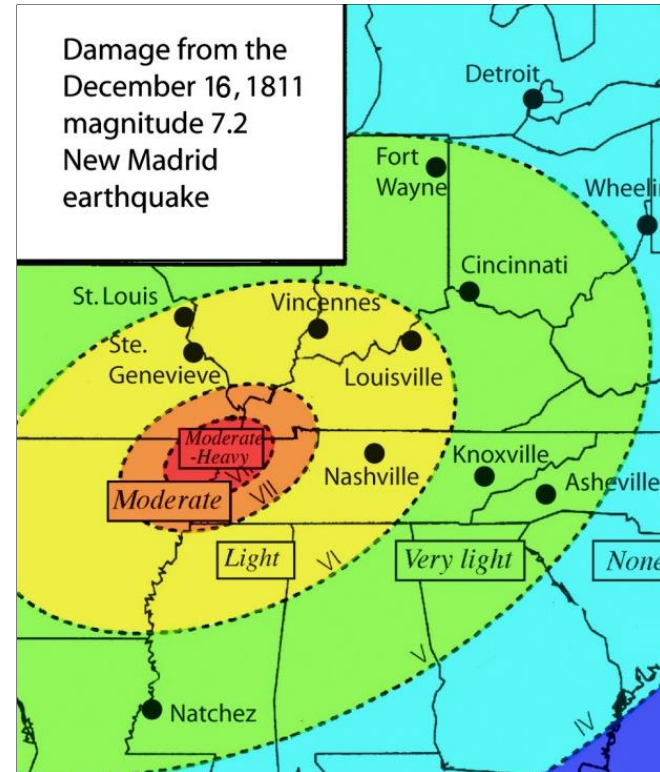 Damage from the
December 16, 1811
magnitude 7.2
New Madrid
earthquake
Detroit
Fort
Wayne
Cincinnati
St. Louis
Vincennes
Ste.
Genevieve
Louisville
Moderate
-Heavy
VII
Moderate
Nashville
Knoxville
Asheville
Light
VI
Very light
None
V
IV
Natchez